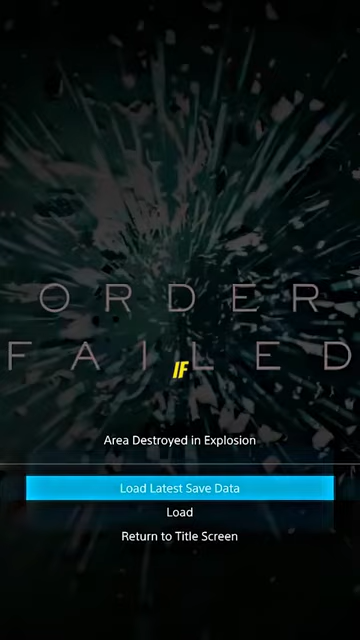 ORDER
FAILED
IF
Area Destroyed in Explosion
Load Latest Save Data
Load
Return to Title Screen